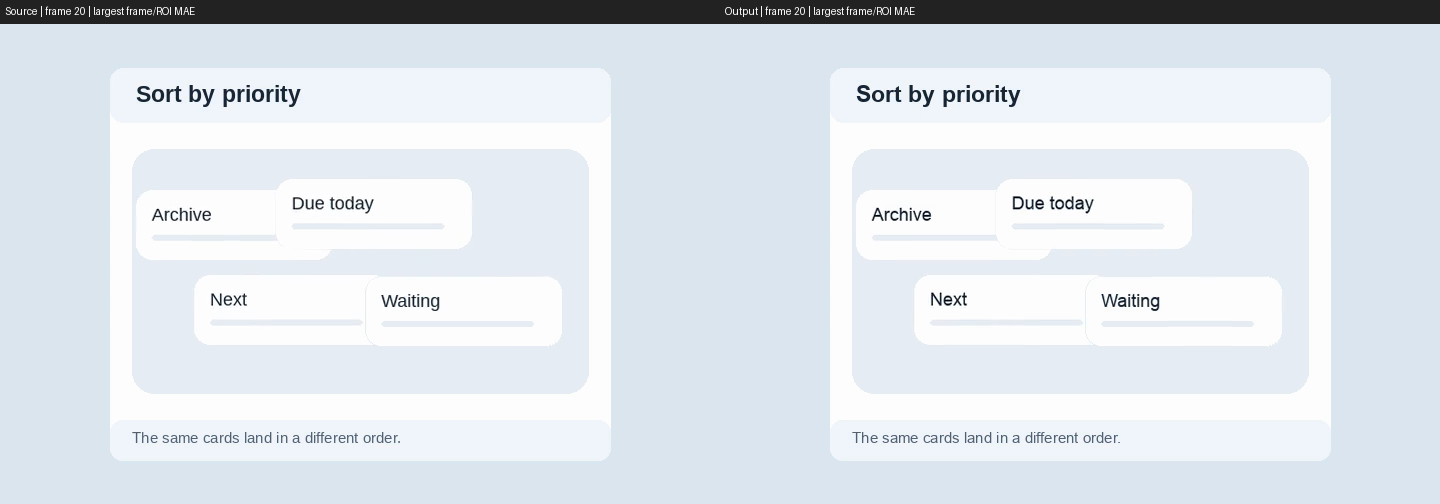 Source | frame 20 | largest frame/ROI MAE
Output | frame 20 | largest frame/ROI MAE
Sort by priority
Archive
Due today
Next
Waiting
The same cards land in a different order.
Sort by priority
Archive
Due today
Next
Waiting
The same cards land in a different order.